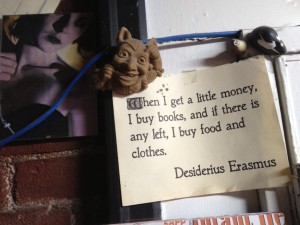 When I get a little money,
I buy books, and if there is
any left, I buy food and
clothes.
Desiderius Erasmus